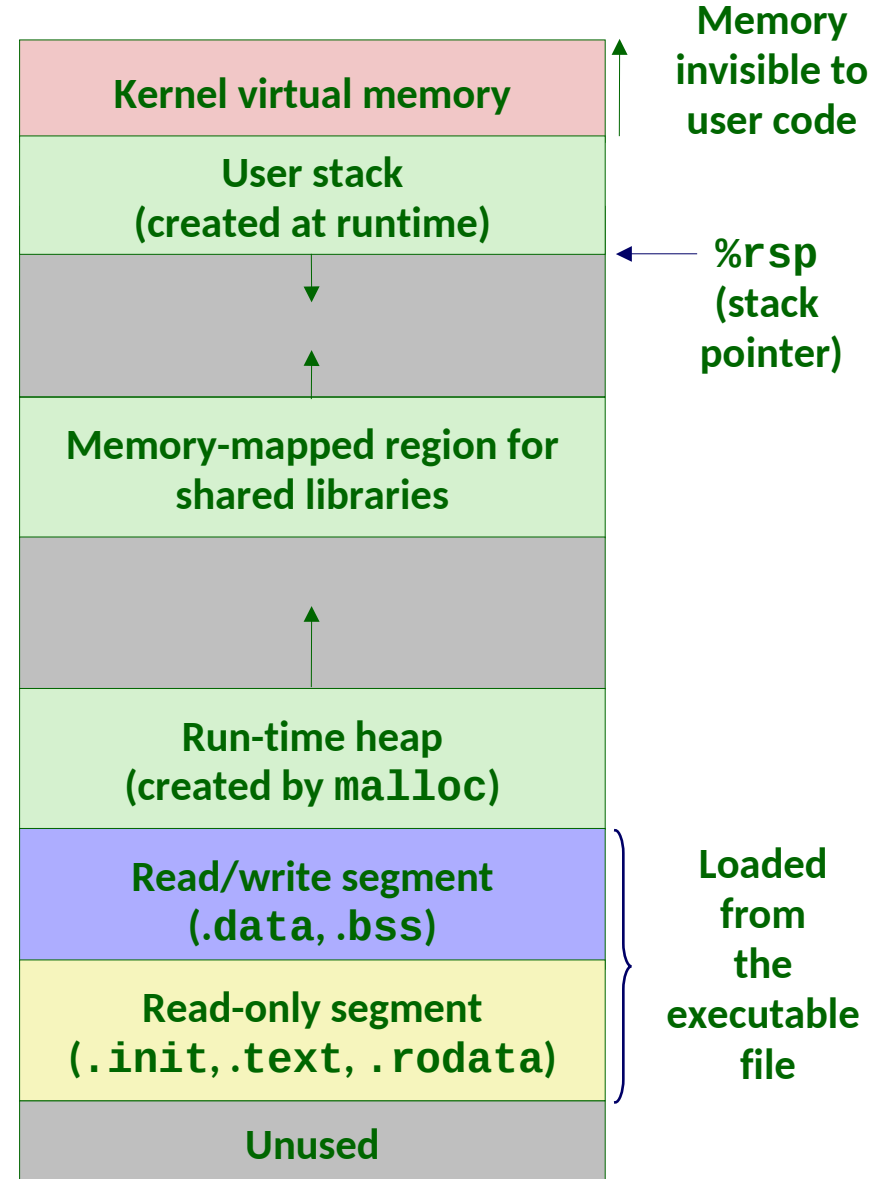 Memory
invisible to
user code
Kernel virtual memory
User stack
(created at runtime)
%rsp
(stack
pointer)
Memory-mapped region for
shared libraries
Run-time heap
(created by malloc)
Read/write segment
(.data, .bss)
Read-only segment
(.init, .text, .rodata)
Loaded
from
the
executable
file
Unused